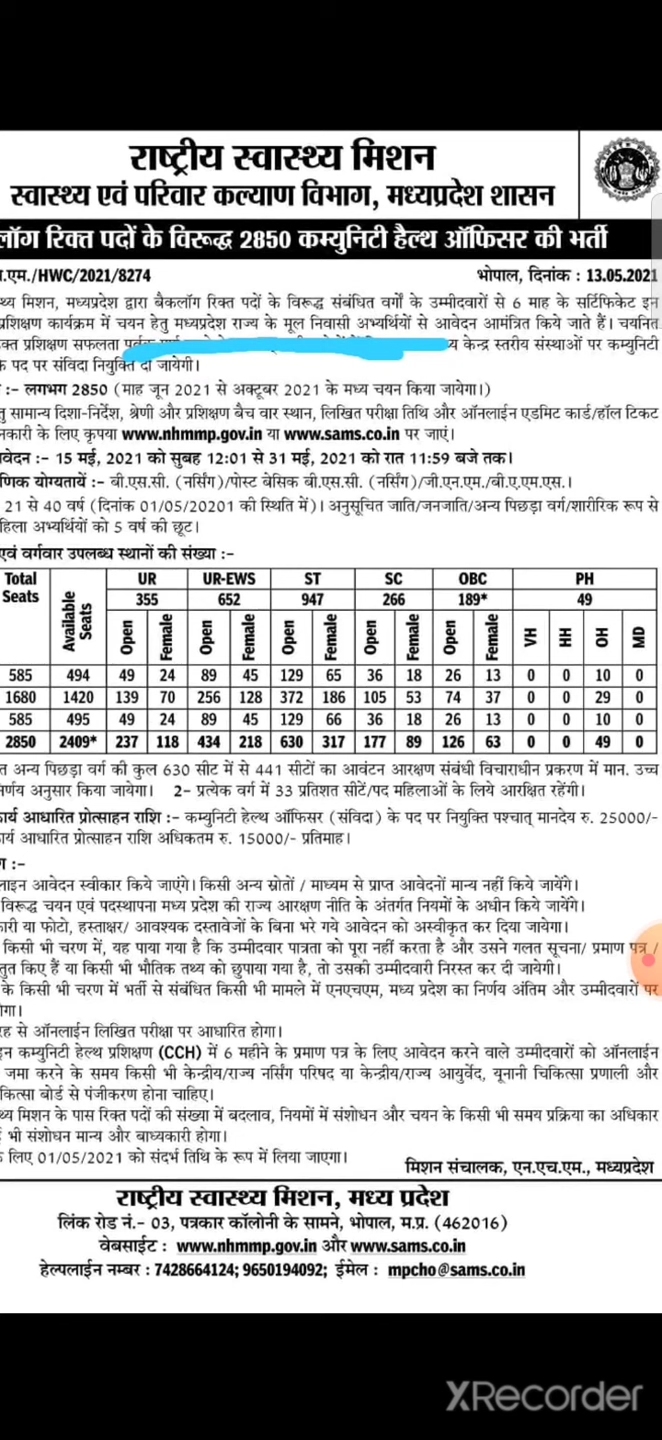 राष्ट्रीय स्वास्थ्य मिशन
स्वास्थ्य एवं परिवार कल्याण विभाग, मध्यप्रदेश शासन
लॉग रिक्त पदों के विरूद्ध 2850 कम्युनिटी हैल्थ ऑफिसर की भर्ती
.एम./HWC/2021/8274 भोपाल, दिनांक : 13.05.2021
थ्य मिशन, मध्यप्रदेश द्वारा बैकलॉग रिक्त पदों के विरूद्ध संबंधित वर्गों के उम्मीदवारों से 6 माह के सर्टिफिकेट इन
प्रशिक्षण कार्यक्रम में चयन हेतु मध्यप्रदेश राज्य के मूल निवासी अभ्यर्थियों से आवेदन आमंत्रित किये जाते हैं। चयनित
क्त प्रशिक्षण सफलता केन्द्र स्तरीय संस्थाओं पर कम्युनिटी
के पद पर संविदा नियुक्ति दी जायेगी।
:- लगभग 2850 (माह जून 2021 से अक्टूबर 2021 के मध्य चयन किया जायेगा।)
तु सामान्य दिशा-निर्देश, श्रेणी और प्रशिक्षण बैच वार स्थान, लिखित परीक्षा तिथि और ऑनलाईन एडमिट कार्ड/हॉल टिकट
नकारी के लिए कृपया www.nhmmp.gov.in या www.sams.co.in पर जाएं।
वेदन :- 15 मई, 2021 को सुबह 12:01 से 31 मई, 2021 को रात 11:59 बजे तक।
णिक योग्यतायें :- बी.एस.सी. (नर्सिंग)/पोस्ट बेसिक बी.एस.सी. (नर्सिंग)/जी.एन.एम./बी.ए.एम.एस.।
21 से 40 वर्ष (दिनांक 01/05/20201 की स्थिति में)। अनुसूचित जाति/जनजाति/अन्य पिछड़ा वर्ग/शारीरिक रूप से
हिला अभ्यर्थियों को 5 वर्ष की छूट।
एवं वर्गवार उपलब्ध स्थानों की संख्या :-
Total Seats Available Seats UR UR-EWS ST SC OBC PH
355 652 947 266 189* 49
Open Female Open Female Open Female Open Female Open Female VH HH OH MD
585 494 49 24 89 45 129 65 36 18 26 13 0 0 10 0
1680 1420 139 70 256 128 372 186 105 53 74 37 0 0 29 0
585 495 49 24 89 45 129 66 36 18 26 13 0 0 10 0
2850 2409* 237 118 434 218 630 317 177 89 126 63 0 0 49 0
त अन्य पिछड़ा वर्ग की कुल 630 सीट में से 441 सीटों का आवंटन आरक्षण संबंधी विचाराधीन प्रकरण में मान. उच्च
निर्णय अनुसार किया जायेगा। 2- प्रत्येक वर्ग में 33 प्रतिशत सीटें/पद महिलाओं के लिये आरक्षित रहेंगी।
कार्य आधारित प्रोत्साहन राशि :- कम्युनिटी हेल्थ ऑफिसर (संविदा) के पद पर नियुक्ति पश्चात् मानदेय रु. 25000/-
कार्य आधारित प्रोत्साहन राशि अधिकतम रु. 15000/- प्रतिमाह।
ग :-
लाइन आवेदन स्वीकार किये जाएंगे। किसी अन्य स्रोतों / माध्यम से प्राप्त आवेदनों मान्य नहीं किये जायेंगे।
विरूद्ध चयन एवं पदस्थापना मध्य प्रदेश की राज्य आरक्षण नीति के अंतर्गत नियमों के अधीन किये जायेंगे।
कारी या फोटो, हस्ताक्षर/ आवश्यक दस्तावेजों के बिना भरे गये आवेदन को अस्वीकृत कर दिया जायेगा।
किसी भी चरण में, यह पाया गया है कि उम्मीदवार पात्रता को पूरा नहीं करता है और उसने गलत सूचना/ प्रमाण पत्र /
तुत किए हैं या किसी भी भौतिक तथ्य को छुपाया गया है, तो उसकी उम्मीदवारी निरस्त कर दी जायेगी।
के किसी भी चरण में भर्ती से संबंधित किसी भी मामले में एनएचएम, मध्य प्रदेश का निर्णय अंतिम और उम्मीदवारों पर
गा।
रह से ऑनलाईन लिखित परीक्षा पर आधारित होगा।
इन कम्युनिटी हेल्थ प्रशिक्षण (CCH) में 6 महीने के प्रमाण पत्र के लिए आवेदन करने वाले उम्मीदवारों को ऑनलाईन
जमा करने के समय किसी भी केन्द्रीय/राज्य नर्सिंग परिषद या केन्द्रीय/राज्य आयुर्वेद, यूनानी चिकित्सा प्रणाली और
कित्सा बोर्ड से पंजीकरण होना चाहिए।
थ्य मिशन के पास रिक्त पदों की संख्या में बदलाव, नियमों में संशोधन और चयन के किसी भी समय प्रक्रिया का अधिकार
भी संशोधन मान्य और बाध्यकारी होगा।
लिए 01/05/2021 को संदर्भ तिथि के रूप में लिया जाएगा।
मिशन संचालक, एन.एच.एम., मध्यप्रदेश
राष्ट्रीय स्वास्थ्य मिशन, मध्य प्रदेश
लिंक रोड नं.- 03, पत्रकार कॉलोनी के सामने, भोपाल, म.प्र. (462016)
वेबसाईट : www.nhmmp.gov.in और www.sams.co.in
हेल्पलाईन नम्बर : 7428664124; 9650194092; ईमेल : mpcho@sams.co.in
XRecorder